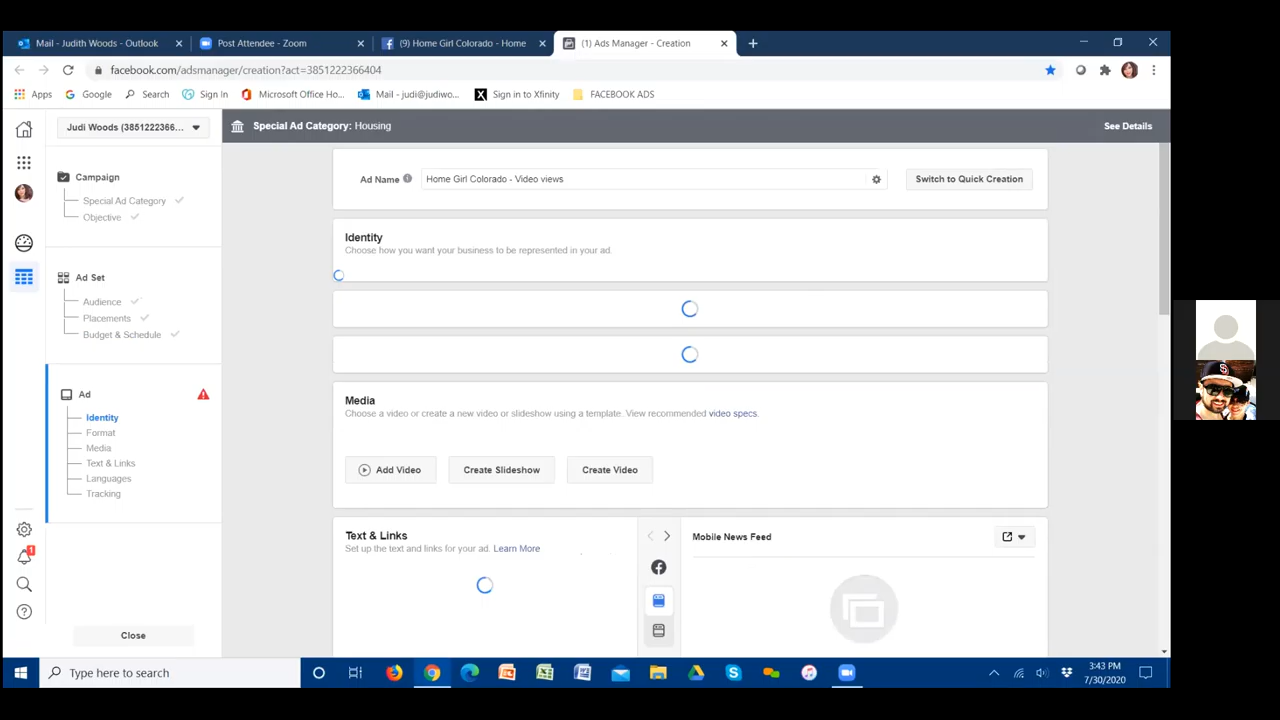 Mail - Judith Woods - Outlook
Post Attendee - Zoom
(9) Home Girl Colorado - Home
(1) Ads Manager - Creation
facebook.com/adsmanager/creation?act=3851222366404
Apps
Google
Search
Sign In
Microsoft Office Ho...
Mail - judi@judiwo...
Sign in to Xfinity
FACEBOOK ADS
Judi Woods (3851222366...
Special Ad Category: Housing
See Details
Campaign
Special Ad Category
Objective
Ad Set
Audience
Placements
Budget & Schedule
Ad
Identity
Format
Media
Text & Links
Languages
Tracking
Close
Ad Name
Home Girl Colorado - Video views
Switch to Quick Creation
Identity
Choose how you want your business to be represented in your ad.
Media
Choose a video or create a new video or slideshow using a template. View recommended video specs.
Add Video
Create Slideshow
Create Video
Text & Links
Set up the text and links for your ad. Learn More
Mobile News Feed
1
Type here to search
3:43 PM
7/30/2020